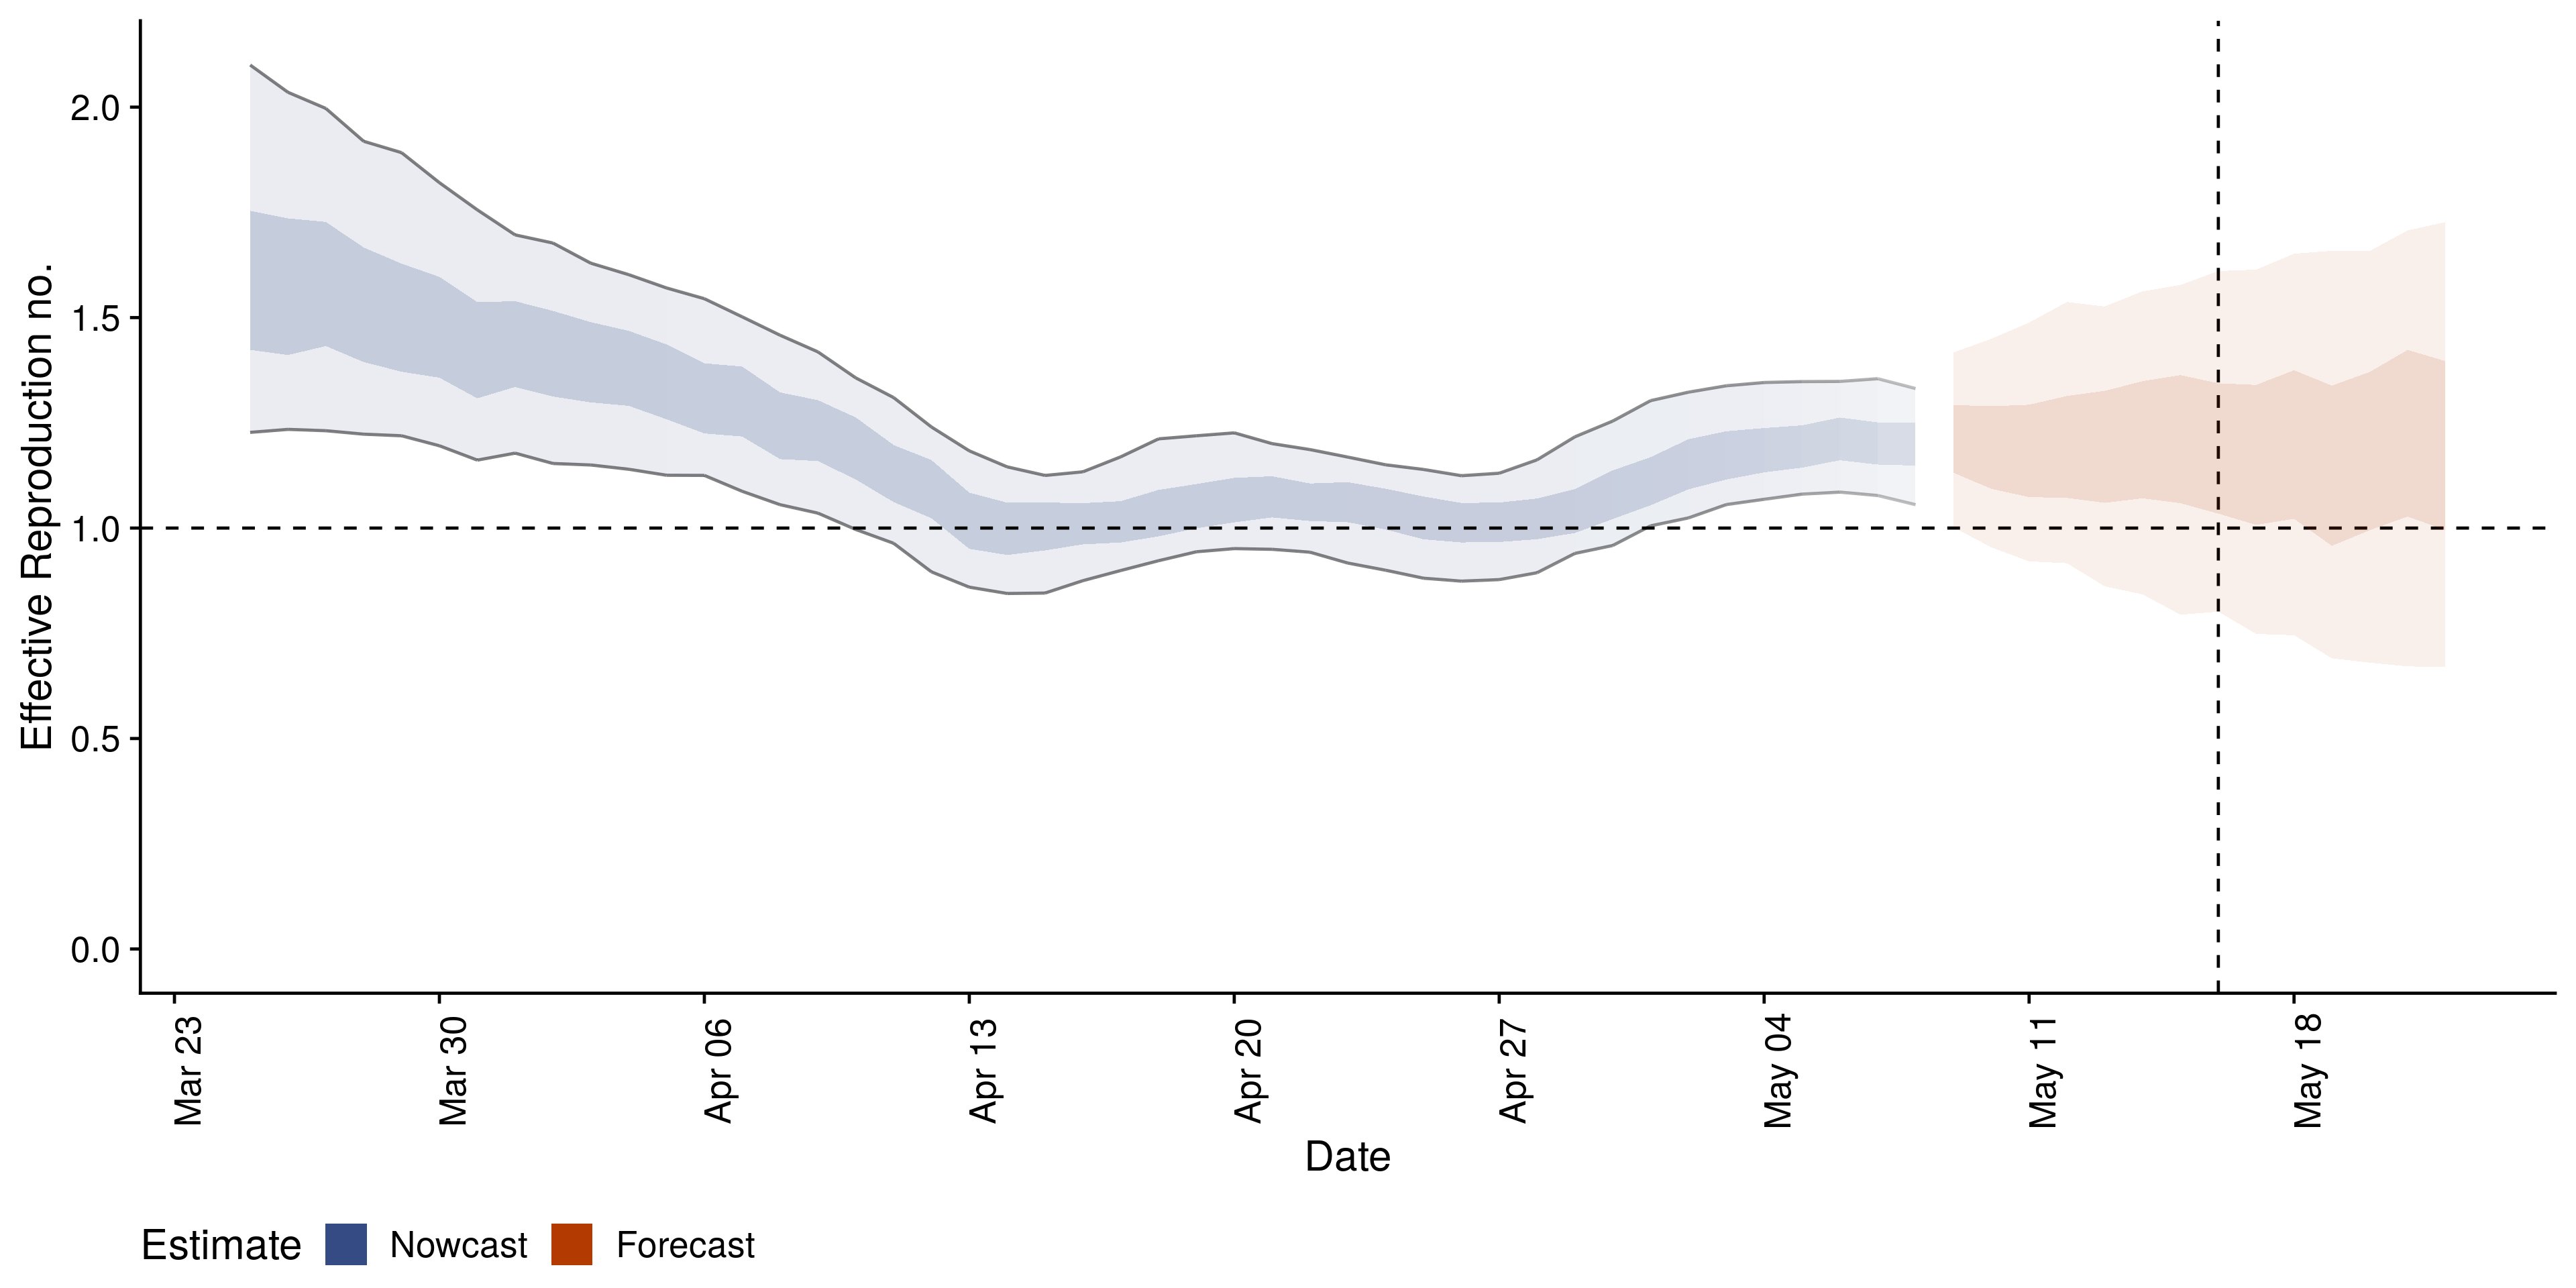 Effective Reproduction no.
2.0
1.5
1.0
0.5
0.0
Mar 23
Mar 30
Apr 06
Apr 13
Apr 20
Apr 27
May 04
May 11
May 18
Date
Estimate Nowcast Forecast